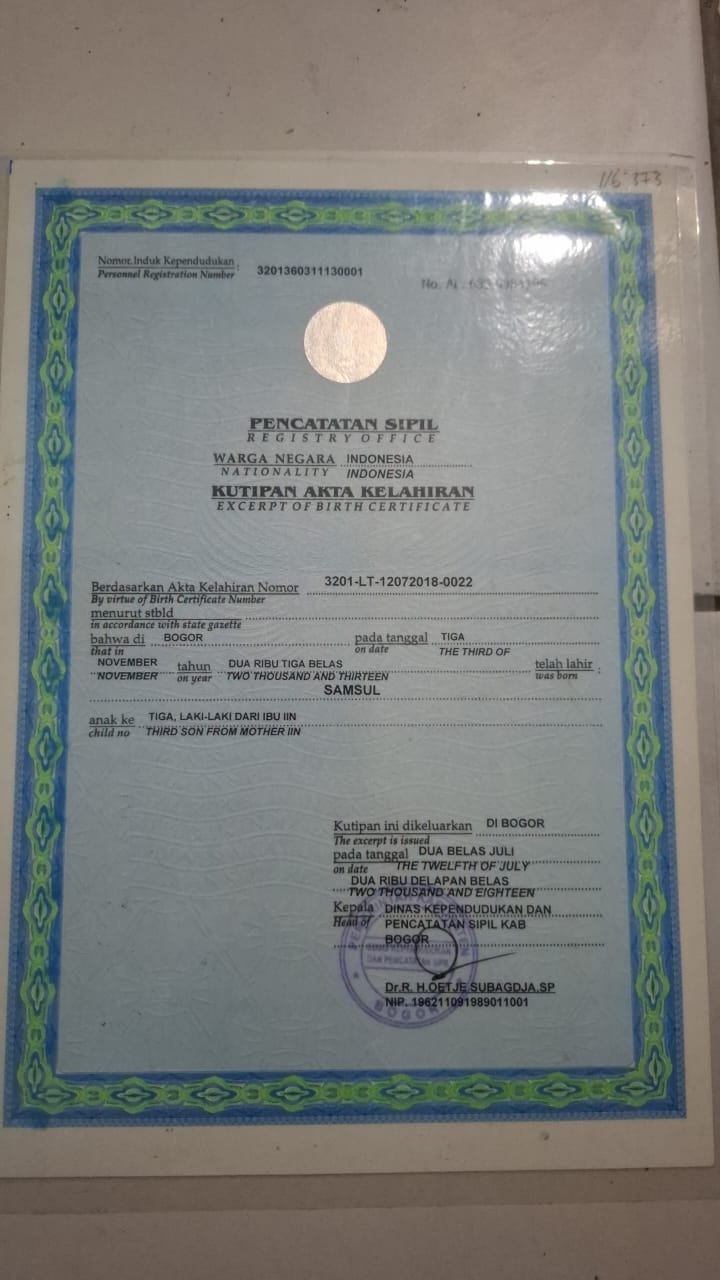 116 373
Nomor.Induk Kependudukan : 3201360311130001
Personnel Registration Number
No. AL.
PENCATATAN SIPIL
REGISTRY OFFICE
WARGA NEGARA INDONESIA
NATIONALITY INDONESIA
KUTIPAN AKTA KELAHIRAN
EXCERPT OF BIRTH CERTIFICATE
Berdasarkan Akta Kelahiran Nomor 3201-LT-12072018-0022
By virtue of Birth Certificate Number
menurut stbld
in accordance with state gazette
bahwa di BOGOR pada tanggal TIGA
that in on date THE THIRD OF
NOVEMBER tahun DUA RIBU TIGA BELAS telah lahir :
NOVEMBER on year TWO THOUSAND AND THIRTEEN was born
SAMSUL
anak ke TIGA, LAKI-LAKI DARI IBU IIN
child no THIRD SON FROM MOTHER IIN
Kutipan ini dikeluarkan DI BOGOR
The excerpt is issued
pada tanggal DUA BELAS JULI
on date THE TWELFTH OF JULY
DUA RIBU DELAPAN BELAS
TWO THOUSAND AND EIGHTEEN
Kepala DINAS KEPENDUDUKAN DAN
Head of PENCATATAN SIPIL KAB
BOGOR
DAN PENCATATAN SIPIL
BOGOR
Dr.R. H.OETJE SUBAGDJA.SP
NIP. 196211091989011001